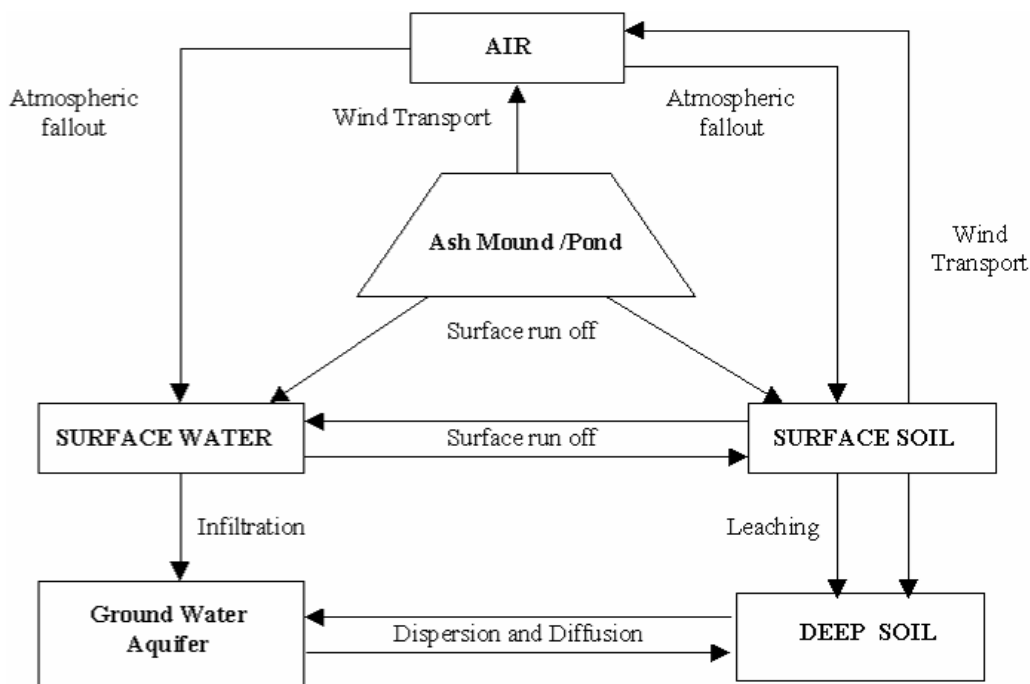 AIR
Atmospheric
fallout
Wind Transport
Atmospheric
fallout
Ash Mound /Pond
Wind
Transport
Surface run off
SURFACE WATER
Surface run off
SURFACE SOIL
Infiltration
Leaching
Ground Water
Aquifer
Dispersion and Diffusion
DEEP SOIL